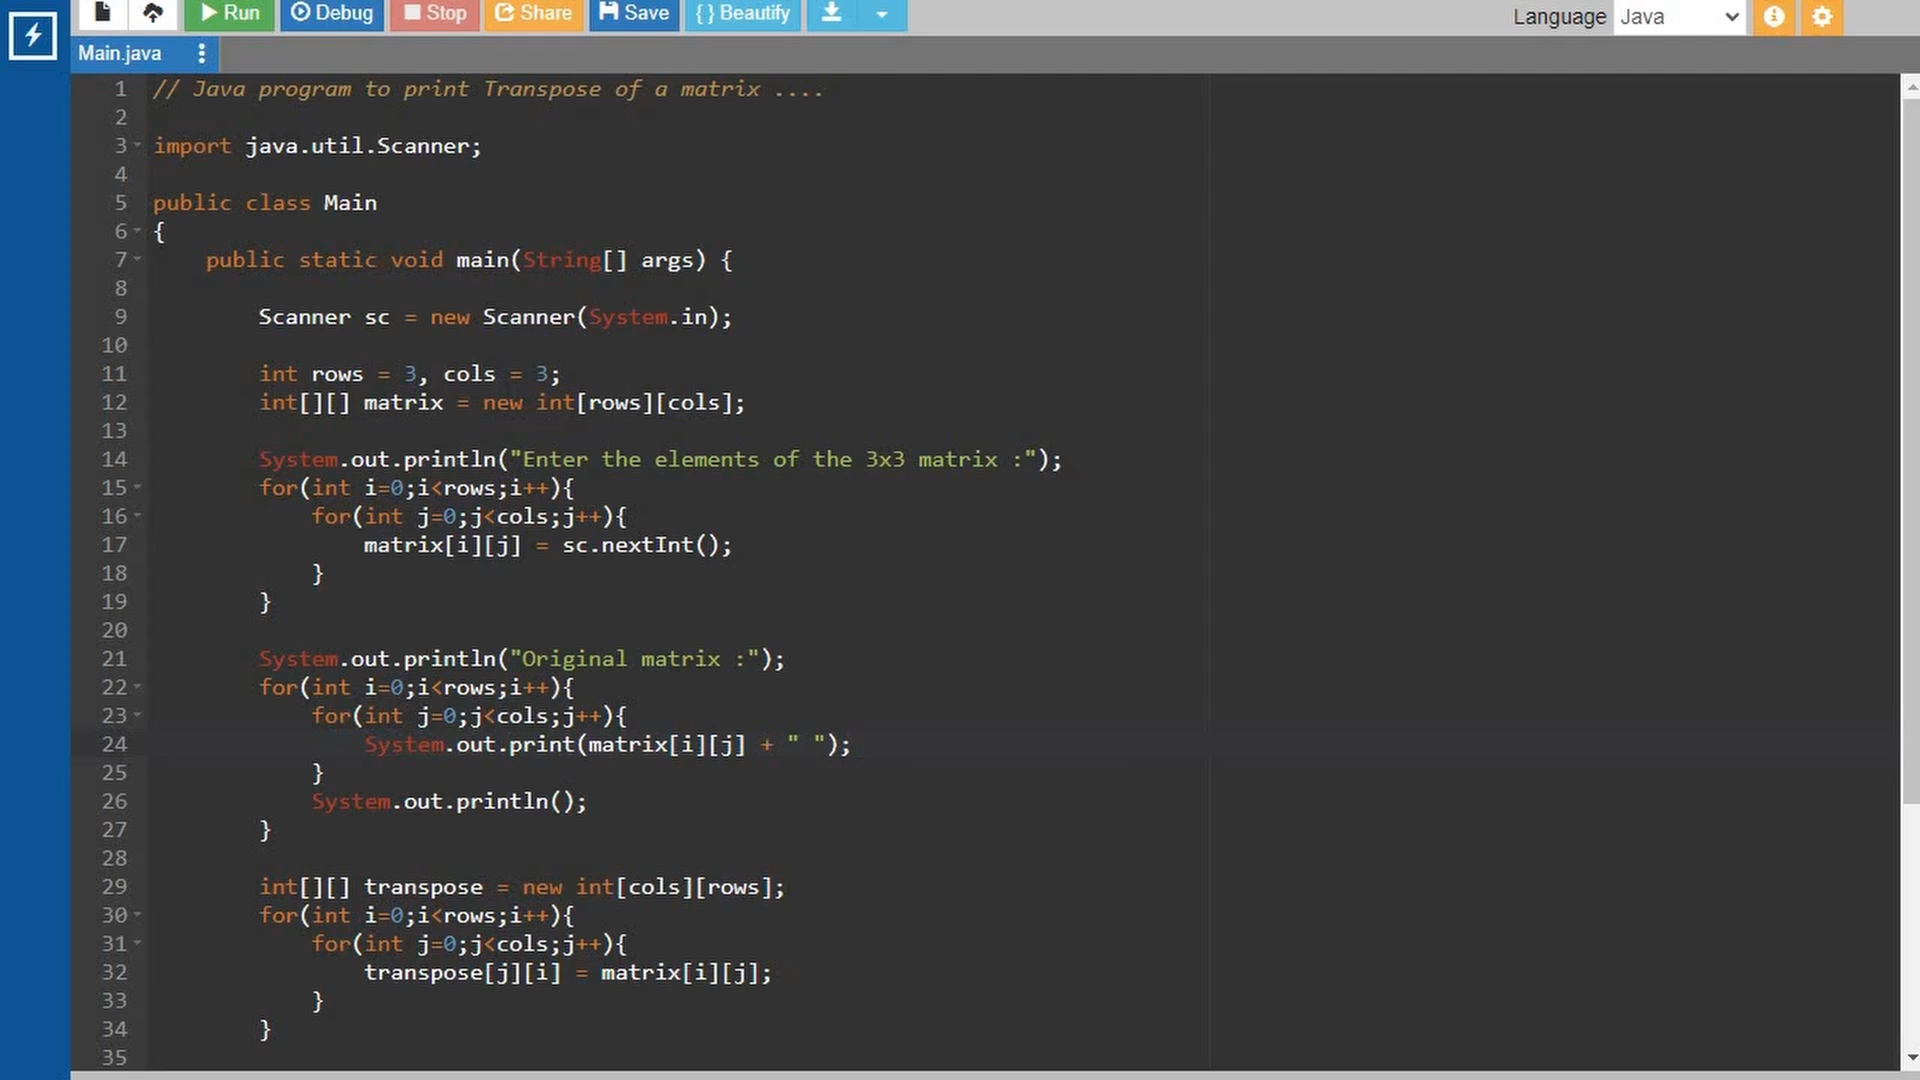 Run Debug Stop Share Save { } Beautify Language Java
Main.java
1 // Java program to print Transpose of a matrix ....
2
3 import java.util.Scanner;
4
5 public class Main
6 {
7     public static void main(String[] args) {
8
9         Scanner sc = new Scanner(System.in);
10
11         int rows = 3, cols = 3;
12         int[][] matrix = new int[rows][cols];
13
14         System.out.println("Enter the elements of the 3x3 matrix :");
15         for(int i=0;i<rows;i++){
16             for(int j=0;j<cols;j++){
17                 matrix[i][j] = sc.nextInt();
18             }
19         }
20
21         System.out.println("Original matrix :");
22         for(int i=0;i<rows;i++){
23             for(int j=0;j<cols;j++){
24                 System.out.print(matrix[i][j] + " ");
25             }
26             System.out.println();
27         }
28
29         int[][] transpose = new int[cols][rows];
30         for(int i=0;i<rows;i++){
31             for(int j=0;j<cols;j++){
32                 transpose[j][i] = matrix[i][j];
33             }
34         }
35